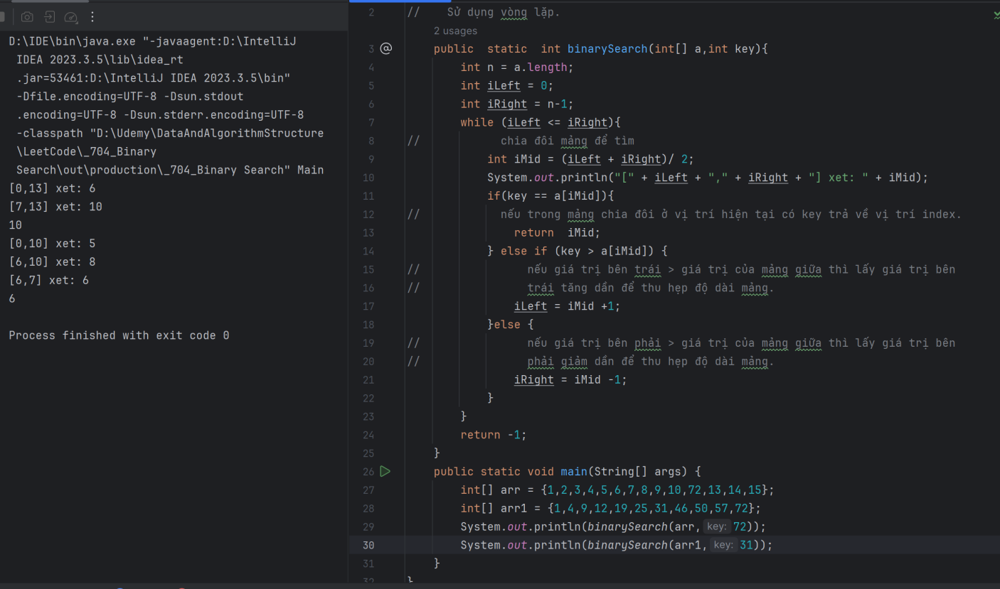 D:\IDE\bin\java.exe "-javaagent:D:\IntelliJ
IDEA 2023.3.5\lib\idea_rt
.jar=53461:D:\IntelliJ IDEA 2023.3.5\bin"
-Dfile.encoding=UTF-8 -Dsun.stdout
.encoding=UTF-8 -Dsun.stderr.encoding=UTF-8
-classpath "D:\Udemy\DataAndAlgorithmStructure
\LeetCode\_704_Binary
Search\out\production\_704_Binary Search" Main
[0,13] xet: 6
[7,13] xet: 10
10
[0,10] xet: 5
[6,10] xet: 8
[6,7] xet: 6
6
Process finished with exit code 0
2 // Sử dụng vòng lặp.
2 usages
3 @ public static int binarySearch(int[] a,int key){
4 int n = a.length;
5 int iLeft = 0;
6 int iRight = n-1;
7 while (iLeft <= iRight){
8 // chia đôi mảng để tìm
9 int iMid = (iLeft + iRight)/ 2;
10 System.out.println("[" + iLeft + "," + iRight + "] xet: " + iMid);
11 if(key == a[iMid]){
12 // nếu trong mảng chia đôi ở vị trí hiện tại có key trả về vị trí index.
13 return iMid;
14 } else if (key > a[iMid]) {
15 // nếu giá trị bên trái > giá trị của mảng giữa thì lấy giá trị bên
16 // trái tăng dần để thu hẹp độ dài mảng.
17 iLeft = iMid +1;
18 }else {
19 // nếu giá trị bên phải > giá trị của mảng giữa thì lấy giá trị bên
20 // phải giảm dần để thu hẹp độ dài mảng.
21 iRight = iMid -1;
22 }
23 }
24 return -1;
25 }
26 public static void main(String[] args) {
27 int[] arr = {1,2,3,4,5,6,7,8,9,10,72,13,14,15};
28 int[] arr1 = {1,4,9,12,19,25,31,46,50,57,72};
29 System.out.println(binarySearch(arr, key: 72));
30 System.out.println(binarySearch(arr1, key: 31));
31 }
32 }